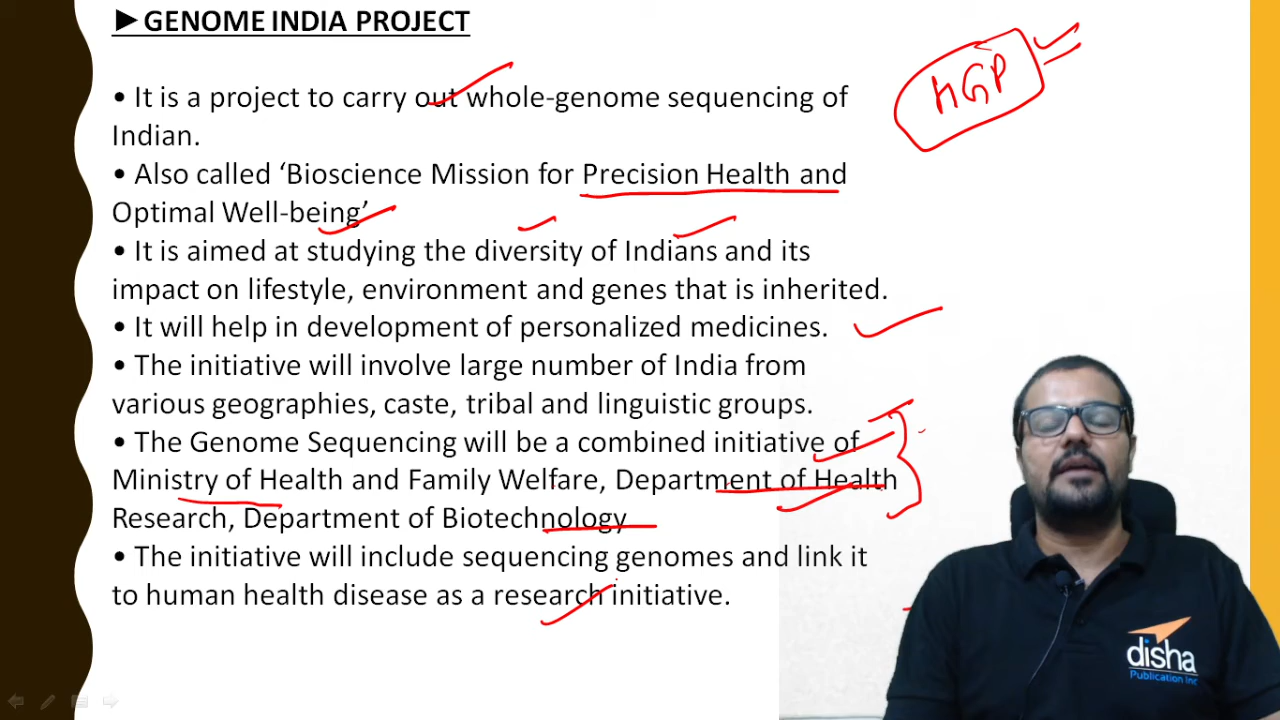 ►GENOME INDIA PROJECT
HGP
• It is a project to carry out whole-genome sequencing of
Indian.
• Also called ‘Bioscience Mission for Precision Health and
Optimal Well-being’
• It is aimed at studying the diversity of Indians and its
impact on lifestyle, environment and genes that is inherited.
• It will help in development of personalized medicines.
• The initiative will involve large number of India from
various geographies, caste, tribal and linguistic groups.
• The Genome Sequencing will be a combined initiative of
Ministry of Health and Family Welfare, Department of Health
Research, Department of Biotechnology
• The initiative will include sequencing genomes and link it
to human health disease as a research initiative.
disha
Publication Inc